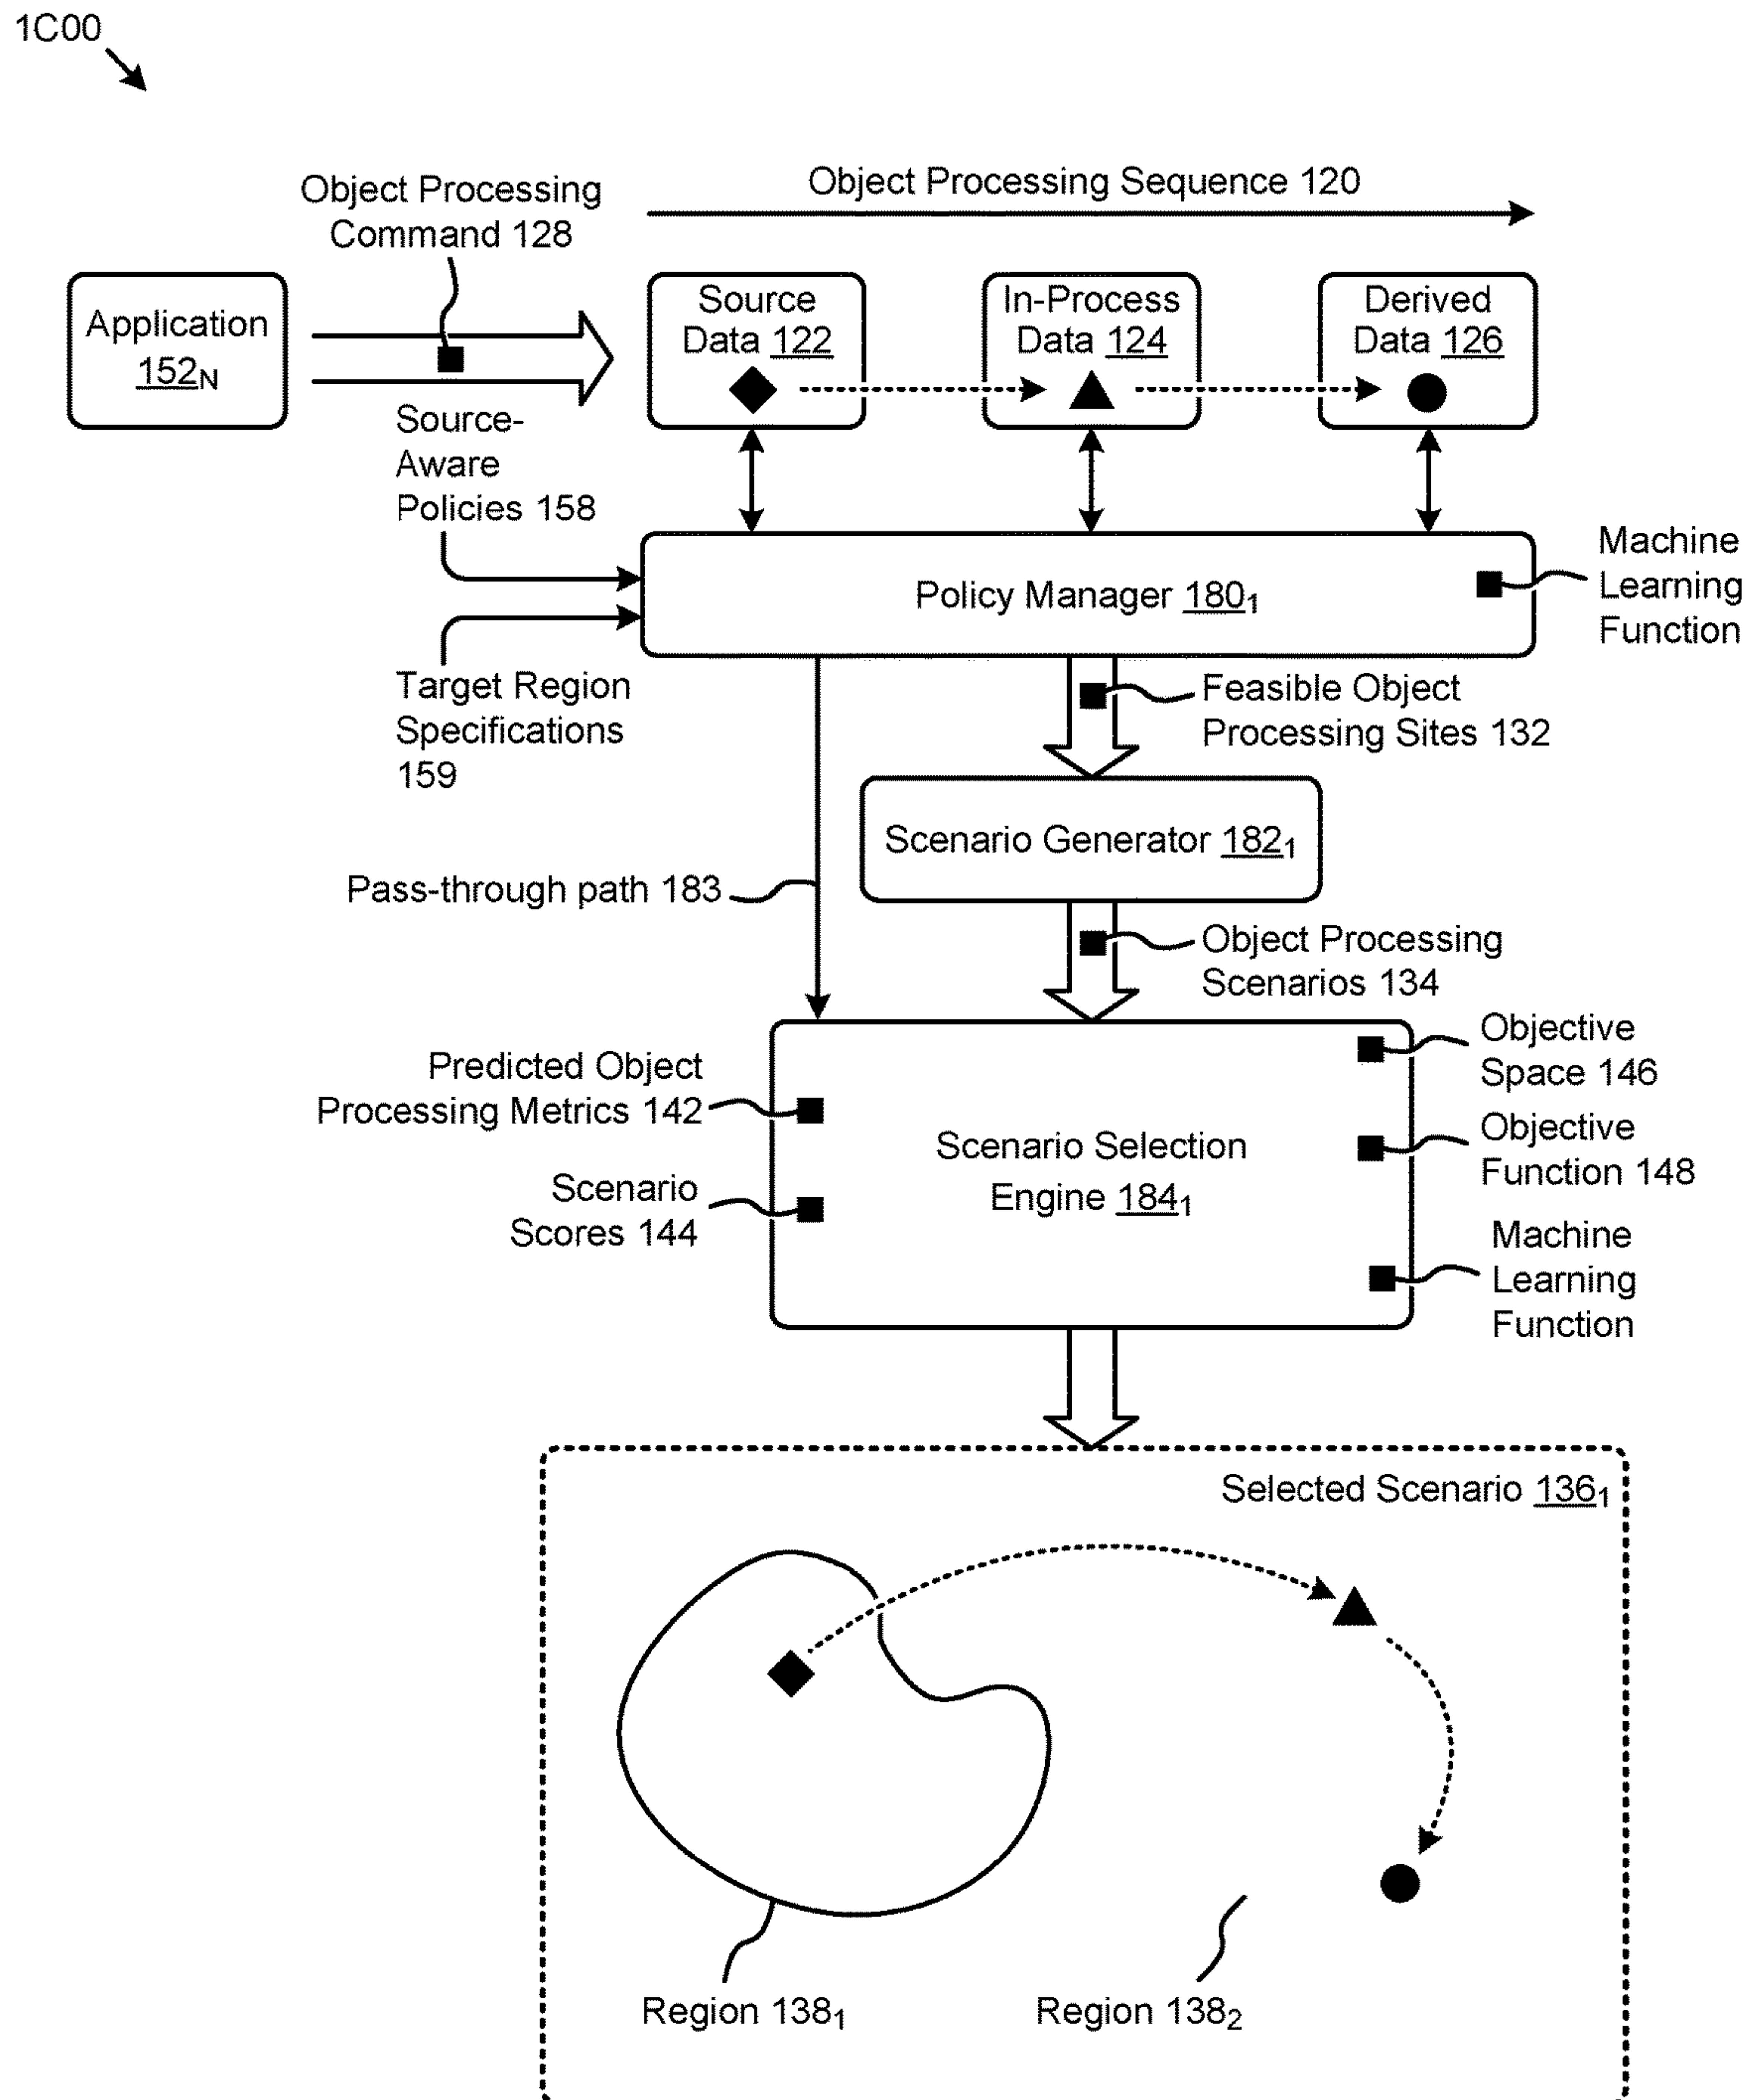 1C00
Object Processing
Command 128
Object Processing Sequence 120
Application
152N
Source
Data 122
In-Process
Data 124
Derived
Data 126
Source-
Aware
Policies 158
Policy Manager 1801
Machine
Learning
Function
Target Region
Specifications
159
Feasible Object
Processing Sites 132
Scenario Generator 1821
Pass-through path 183
Object Processing
Scenarios 134
Predicted Object
Processing Metrics 142
Scenario
Scores 144
Scenario Selection
Engine 1841
Objective
Space 146
Objective
Function 148
Machine
Learning
Function
Selected Scenario 1361
Region 1381
Region 1382